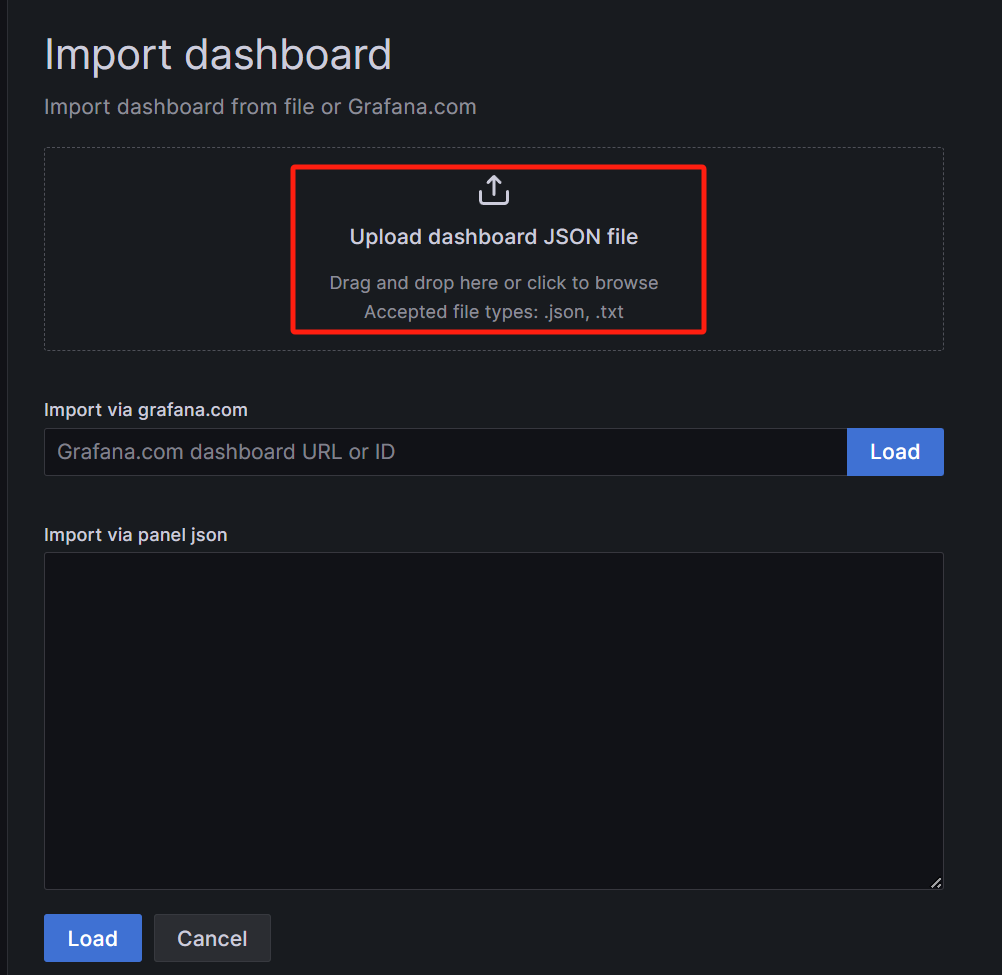 Import dashboard
Import dashboard from file or Grafana.com
Upload dashboard JSON file
Drag and drop here or click to browse
Accepted file types: .json, .txt
Import via grafana.com
Grafana.com dashboard URL or ID
Load
Import via panel json
Load
Cancel